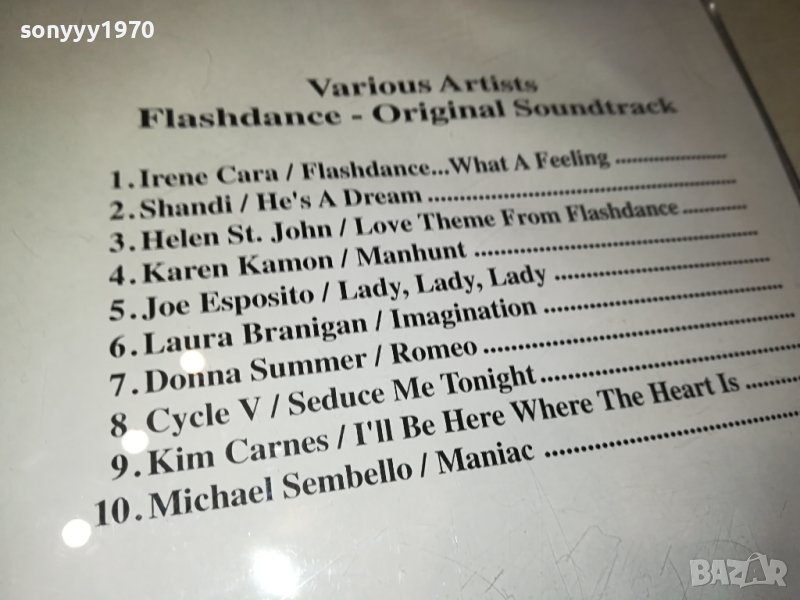 sonyyy1970
Various Artists
Flashdance - Original Soundtrack
1. Irene Cara / Flashdance...What A Feeling ......................
2. Shandi / He's A Dream ......................................................
3. Helen St. John / Love Theme From Flashdance............
4. Karen Kamon / Manhunt ..................................................
5. Joe Esposito / Lady, Lady, Lady ......................................
6. Laura Branigan / Imagination ..........................................
7. Donna Summer / Romeo....................................................
8 Cycle V / Seduce Me Tonight............................................
9. Kim Carnes / I'll Be Here Where The Heart Is .........
10. Michael Sembello / Maniac ............................................
BAZAR